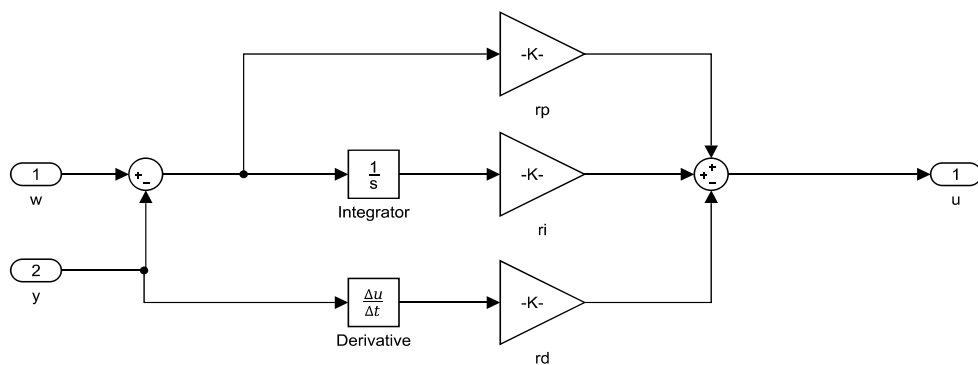 -K-
rp
1
w
+
-
1
s
Integrator
-K-
ri
+
+
-
1
u
2
y
Δu
Δt
Derivative
-K-
rd